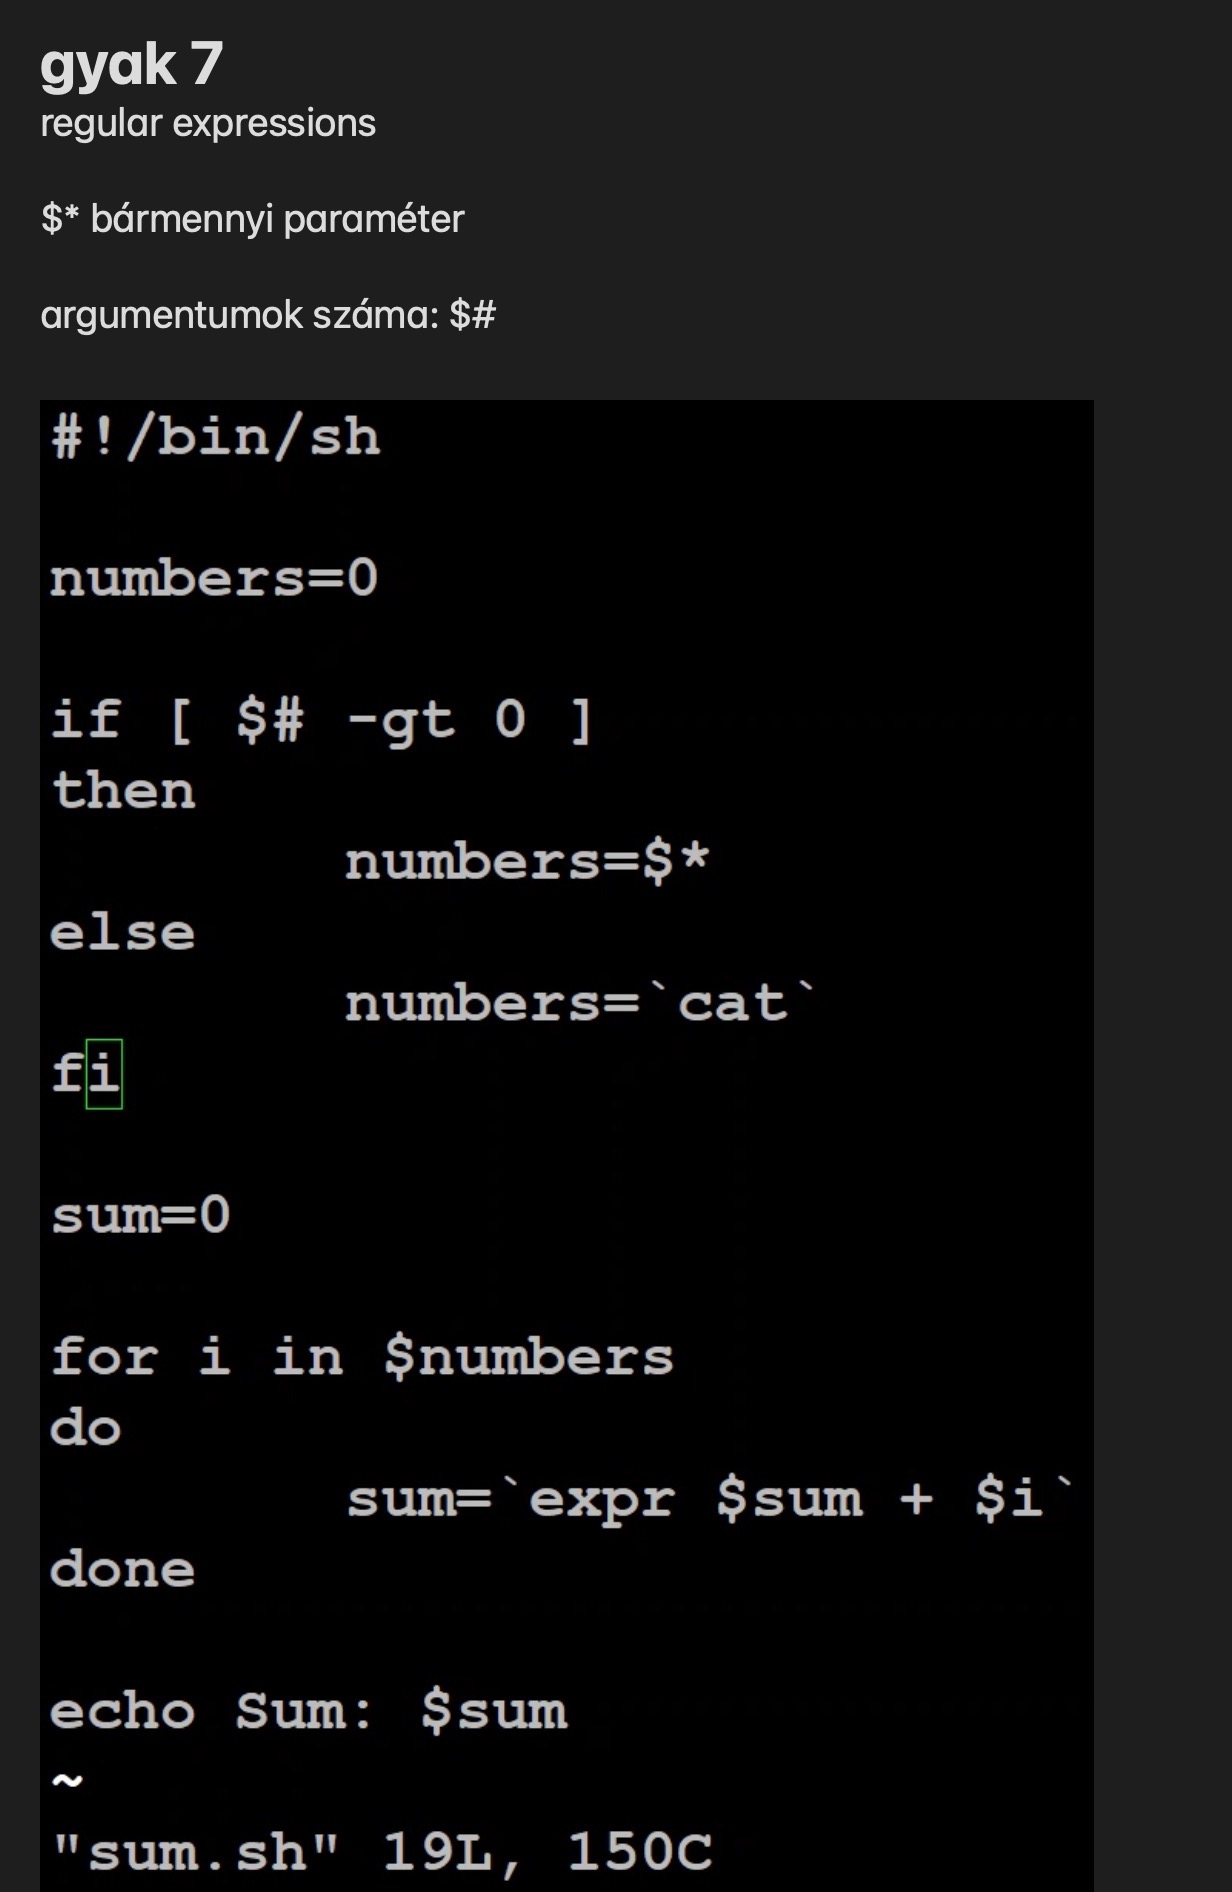 gyak 7
regular expressions
$* bármennyi paraméter
argumentumok száma: $#
#!/bin/sh
numbers=0
if [ $# -gt 0 ]
then
numbers=$*
else
numbers=`cat`
fi
sum=0
for i in $numbers
do
sum=`expr $sum + $i`
done
echo Sum: $sum
~
"sum.sh" 19L, 150C